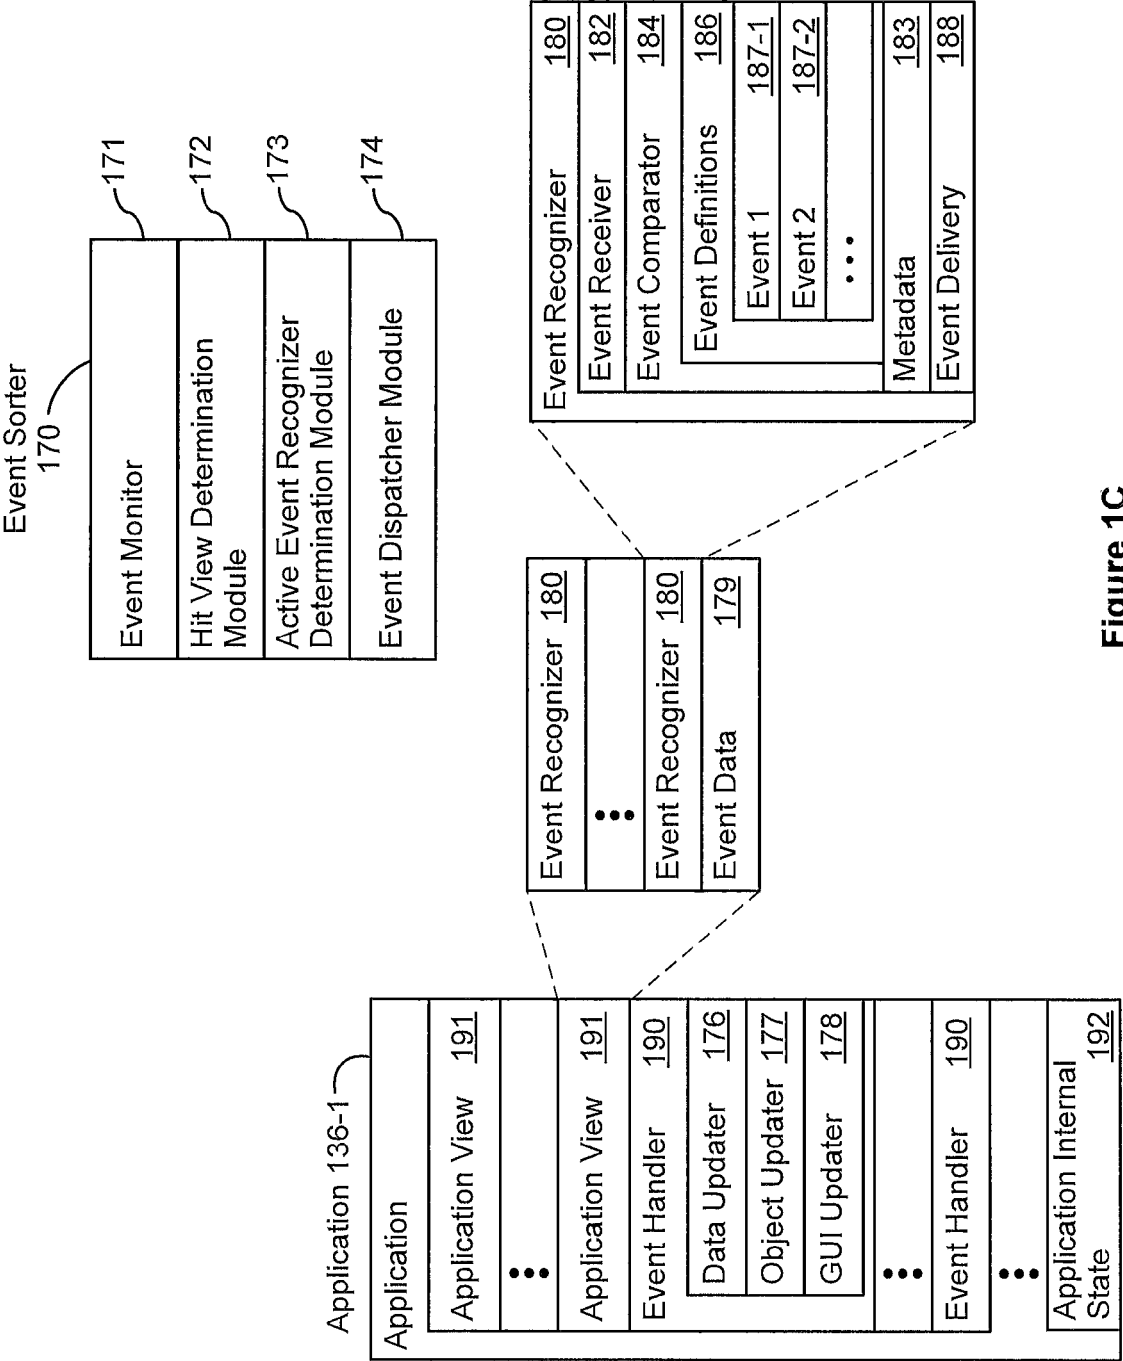 Event Sorter
170
Event Monitor
171
Hit View Determination
Module
172
Active Event Recognizer
Determination Module
173
Event Dispatcher Module
174
Application 136-1
Application
Application View 191
•••
Application View 191
Event Handler 190
Data Updater 176
Object Updater 177
GUI Updater 178
•••
Event Handler 190
•••
Application Internal
State 192
Event Recognizer 180
•••
Event Recognizer 180
Event Data 179
Event Recognizer 180
Event Receiver 182
Event Comparator 184
Event Definitions 186
Event 1 187-1
Event 2 187-2
•••
Metadata 183
Event Delivery 188
Figure 1C